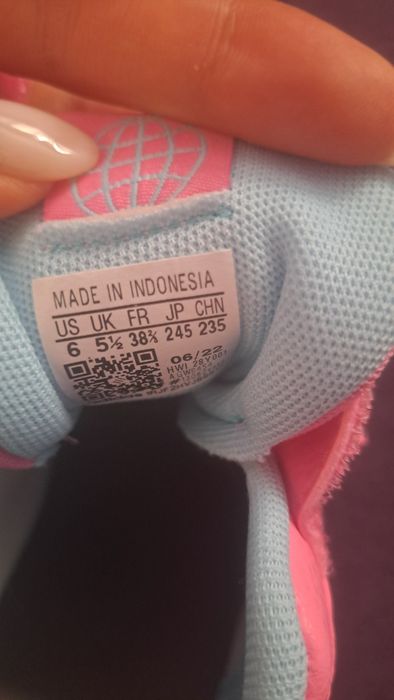 MADE IN INDONESIA
US UK FR JP CHN
6 5½ 38⅔ 245 235
06/22